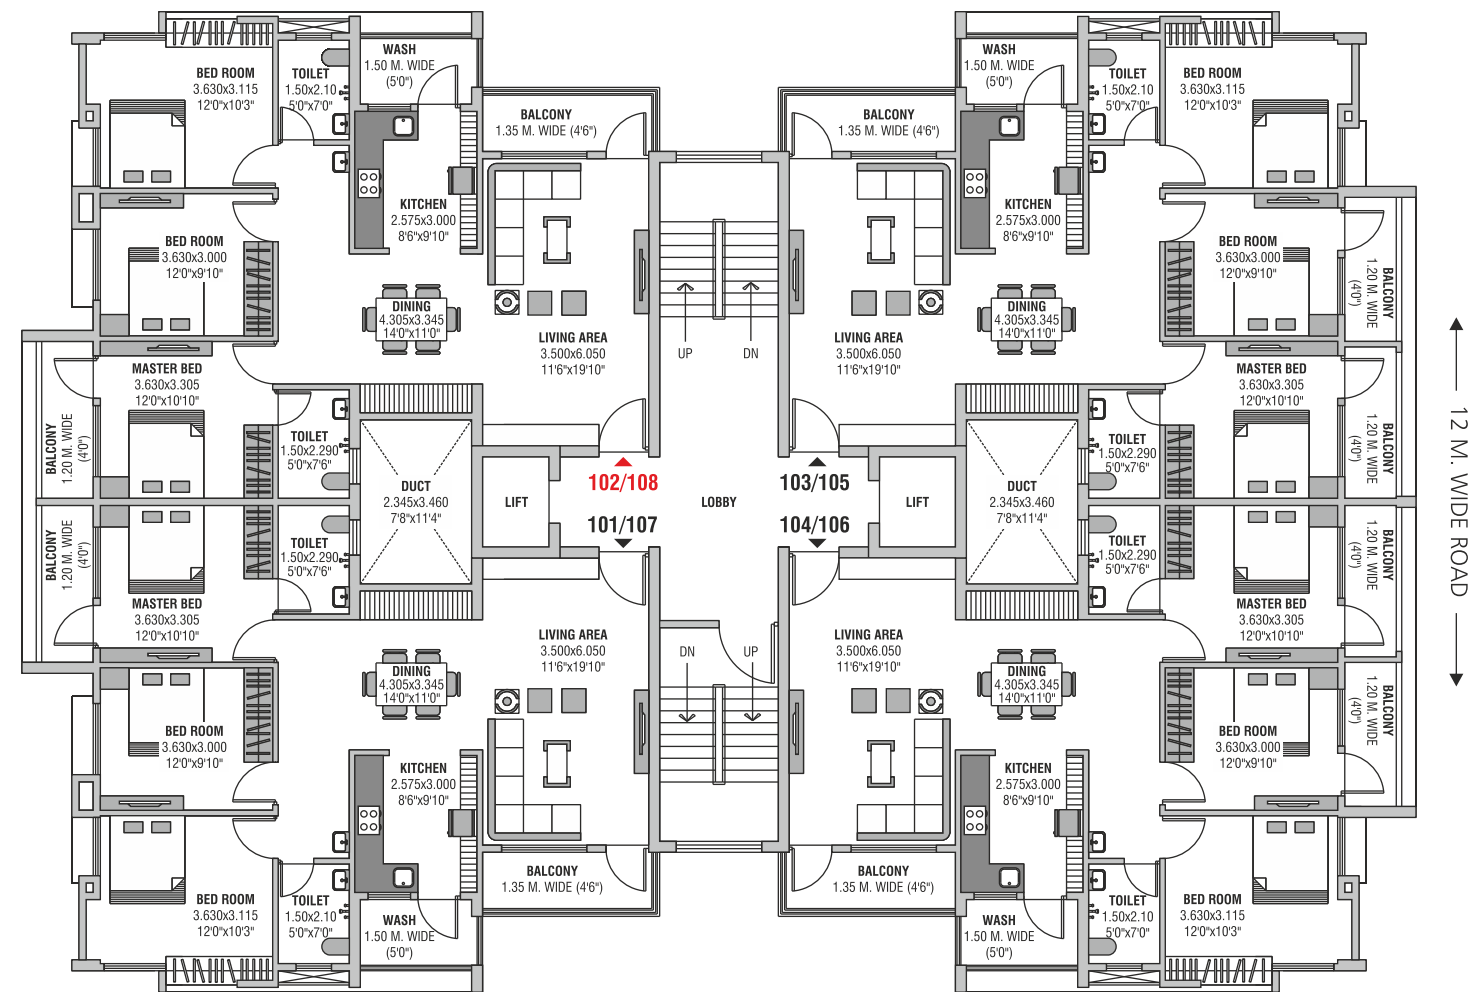 BED ROOM
3.630x3.115
12'0"x10'3"
TOILET
1.50x2.10
5'0"x7'0"
WASH
1.50 M. WIDE
(5'0")
BALCONY
1.35 M. WIDE (4'6")
KITCHEN
2.575x3.000
8'6"x9'10"
BED ROOM
3.630x3.000
12'0"x9'10"
DINING
4.305x3.345
14'0"x11'0"
LIVING AREA
3.500x6.050
11'6"x19'10"
MASTER BED
3.630x3.305
12'0"x10'10"
BALCONY
1.20 M. WIDE
(4'0")
TOILET
1.50x2.290
5'0"x7'6"
DUCT
2.345x3.460
7'8"x11'4"
LIFT
UP
DN
BALCONY
1.35 M. WIDE (4'6")
WASH
1.50 M. WIDE
(5'0")
TOILET
1.50x2.10
5'0"x7'0"
BED ROOM
3.630x3.115
12'0"x10'3"
KITCHEN
2.575x3.000
8'6"x9'10"
BED ROOM
3.630x3.000
12'0"x9'10"
BALCONY
1.20 M. WIDE
(4'0")
LIVING AREA
3.500x6.050
11'6"x19'10"
DINING
4.305x3.345
14'0"x11'0"
MASTER BED
3.630x3.305
12'0"x10'10"
BALCONY
1.20 M. WIDE
(4'0")
TOILET
1.50x2.290
5'0"x7'6"
DUCT
2.345x3.460
7'8"x11'4"
LIFT
102/108
103/105
LOBBY
101/107
104/106
12 M. WIDE ROAD
BALCONY
1.20 M. WIDE
(4'0")
TOILET
1.50x2.290
5'0"x7'6"
MASTER BED
3.630x3.305
12'0"x10'10"
LIVING AREA
3.500x6.050
11'6"x19'10"
DINING
4.305x3.345
14'0"x11'0"
BED ROOM
3.630x3.000
12'0"x9'10"
KITCHEN
2.575x3.000
8'6"x9'10"
BALCONY
1.35 M. WIDE (4'6")
BED ROOM
3.630x3.115
12'0"x10'3"
TOILET
1.50x2.10
5'0"x7'0"
WASH
1.50 M. WIDE
(5'0")
DN
UP
TOILET
1.50x2.290
5'0"x7'6"
MASTER BED
3.630x3.305
12'0"x10'10"
BALCONY
1.20 M. WIDE
(4'0")
LIVING AREA
3.500x6.050
11'6"x19'10"
DINING
4.305x3.345
14'0"x11'0"
BED ROOM
3.630x3.000
12'0"x9'10"
BALCONY
1.20 M. WIDE
(4'0")
KITCHEN
2.575x3.000
8'6"x9'10"
BALCONY
1.35 M. WIDE (4'6")
WASH
1.50 M. WIDE
(5'0")
TOILET
1.50x2.10
5'0"x7'0"
BED ROOM
3.630x3.115
12'0"x10'3"